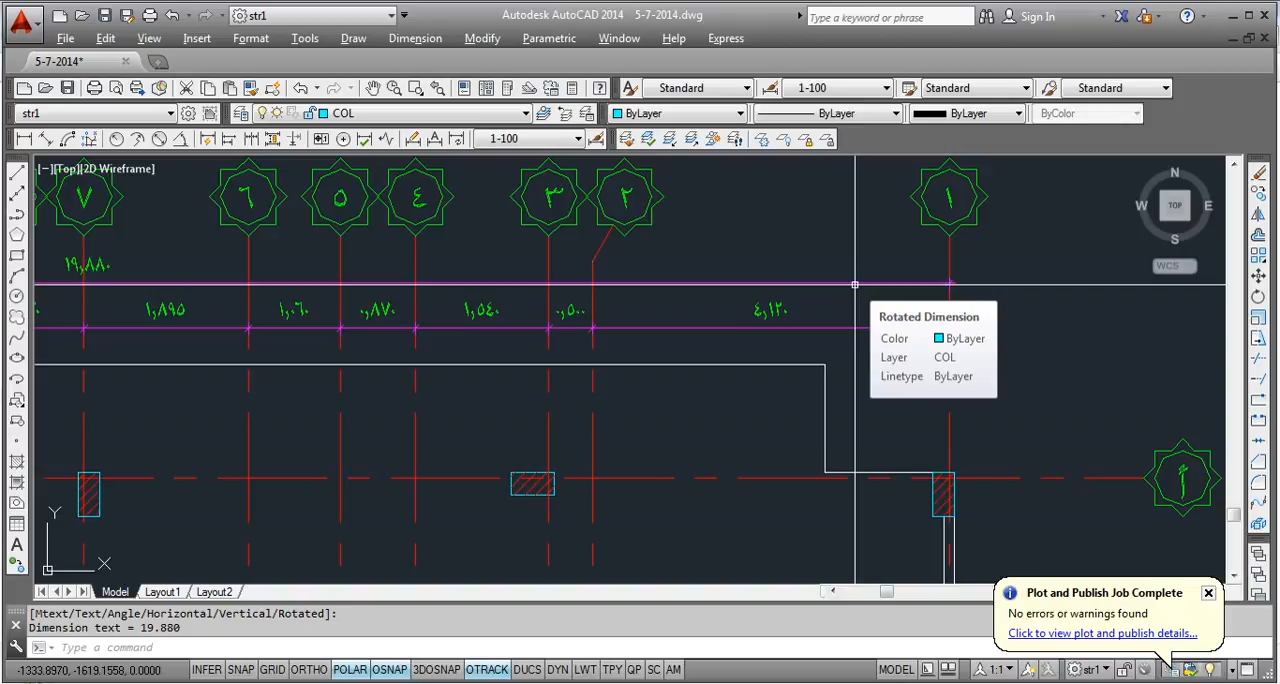 str1
Autodesk AutoCAD 2014 5-7-2014.dwg
Type a keyword or phrase
Sign In
File Edit View Insert Format Tools Draw Dimension Modify Parametric Window Help Express
5-7-2014*
Standard 1-100 Standard Standard
str1 COL ByLayer ByLayer ByLayer ByColor
1-100
[−][Top][2D Wireframe]
٧ ٦ ٥ ٤ ٣ ٢ ١
N
W TOP E
S
WCS
١٩,٨٨٠
١,٨٩٥ ١,٠٦٠ ٠,٨٧٠ ١,٥٤٠ ٠,٥٠٠ ٤,١٢٠
Rotated Dimension
Color ByLayer
Layer COL
Linetype ByLayer
أ
Y
X
Model Layout1 Layout2
Plot and Publish Job Complete
No errors or warnings found
Click to view plot and publish details...
[Mtext/Text/Angle/Horizontal/Vertical/Rotated]:
Dimension text = 19.880
Type a command
-1333.8970, -1619.1558, 0.0000 INFER SNAP GRID ORTHO POLAR OSNAP 3DOSNAP OTRACK DUCS DYN LWT TPY QP SC AM MODEL 1:1 str1